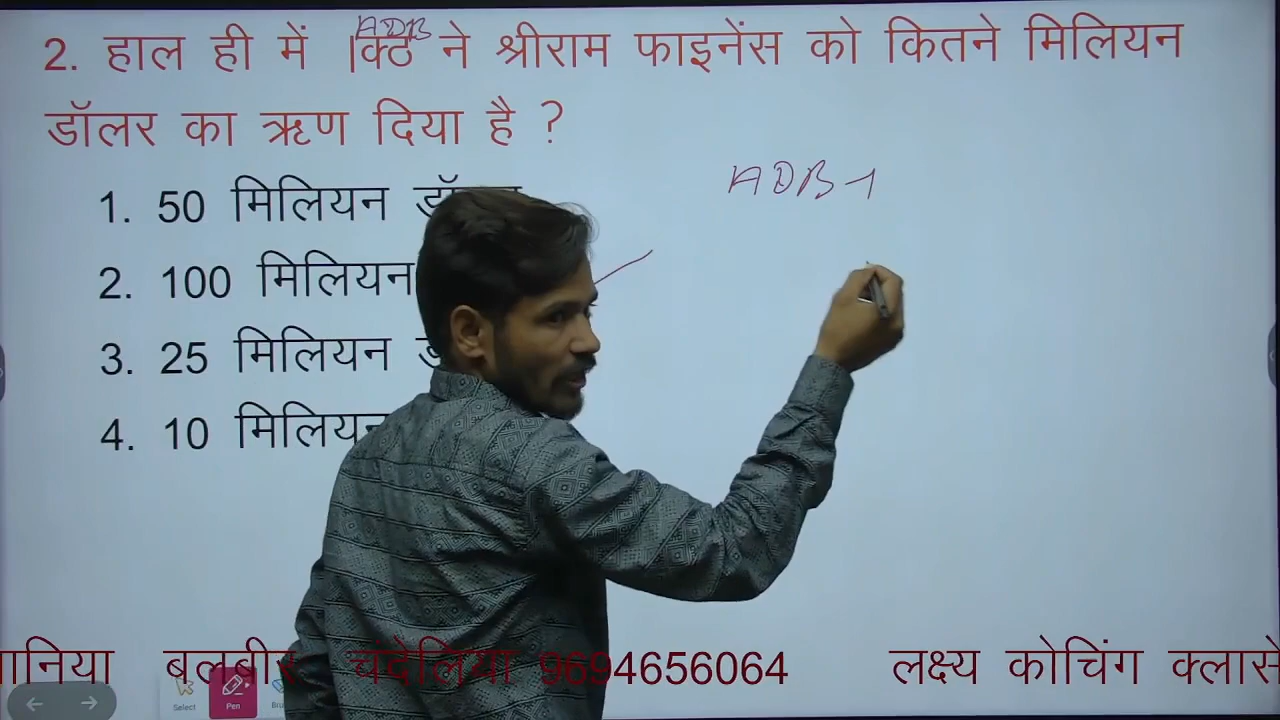 ADB
2. हाल ही में |क्ठ ने श्रीराम फाइनेंस को कितने मिलियन
डॉलर का ऋण दिया है ?
ADB -
1. 50 मिलियन
2. 100 मिलियन
3. 25 मिलियन
4. 10 मिलियन
बलबीर चंदेलिया 9694656064 लक्ष्य कोचिंग
Select
Pen